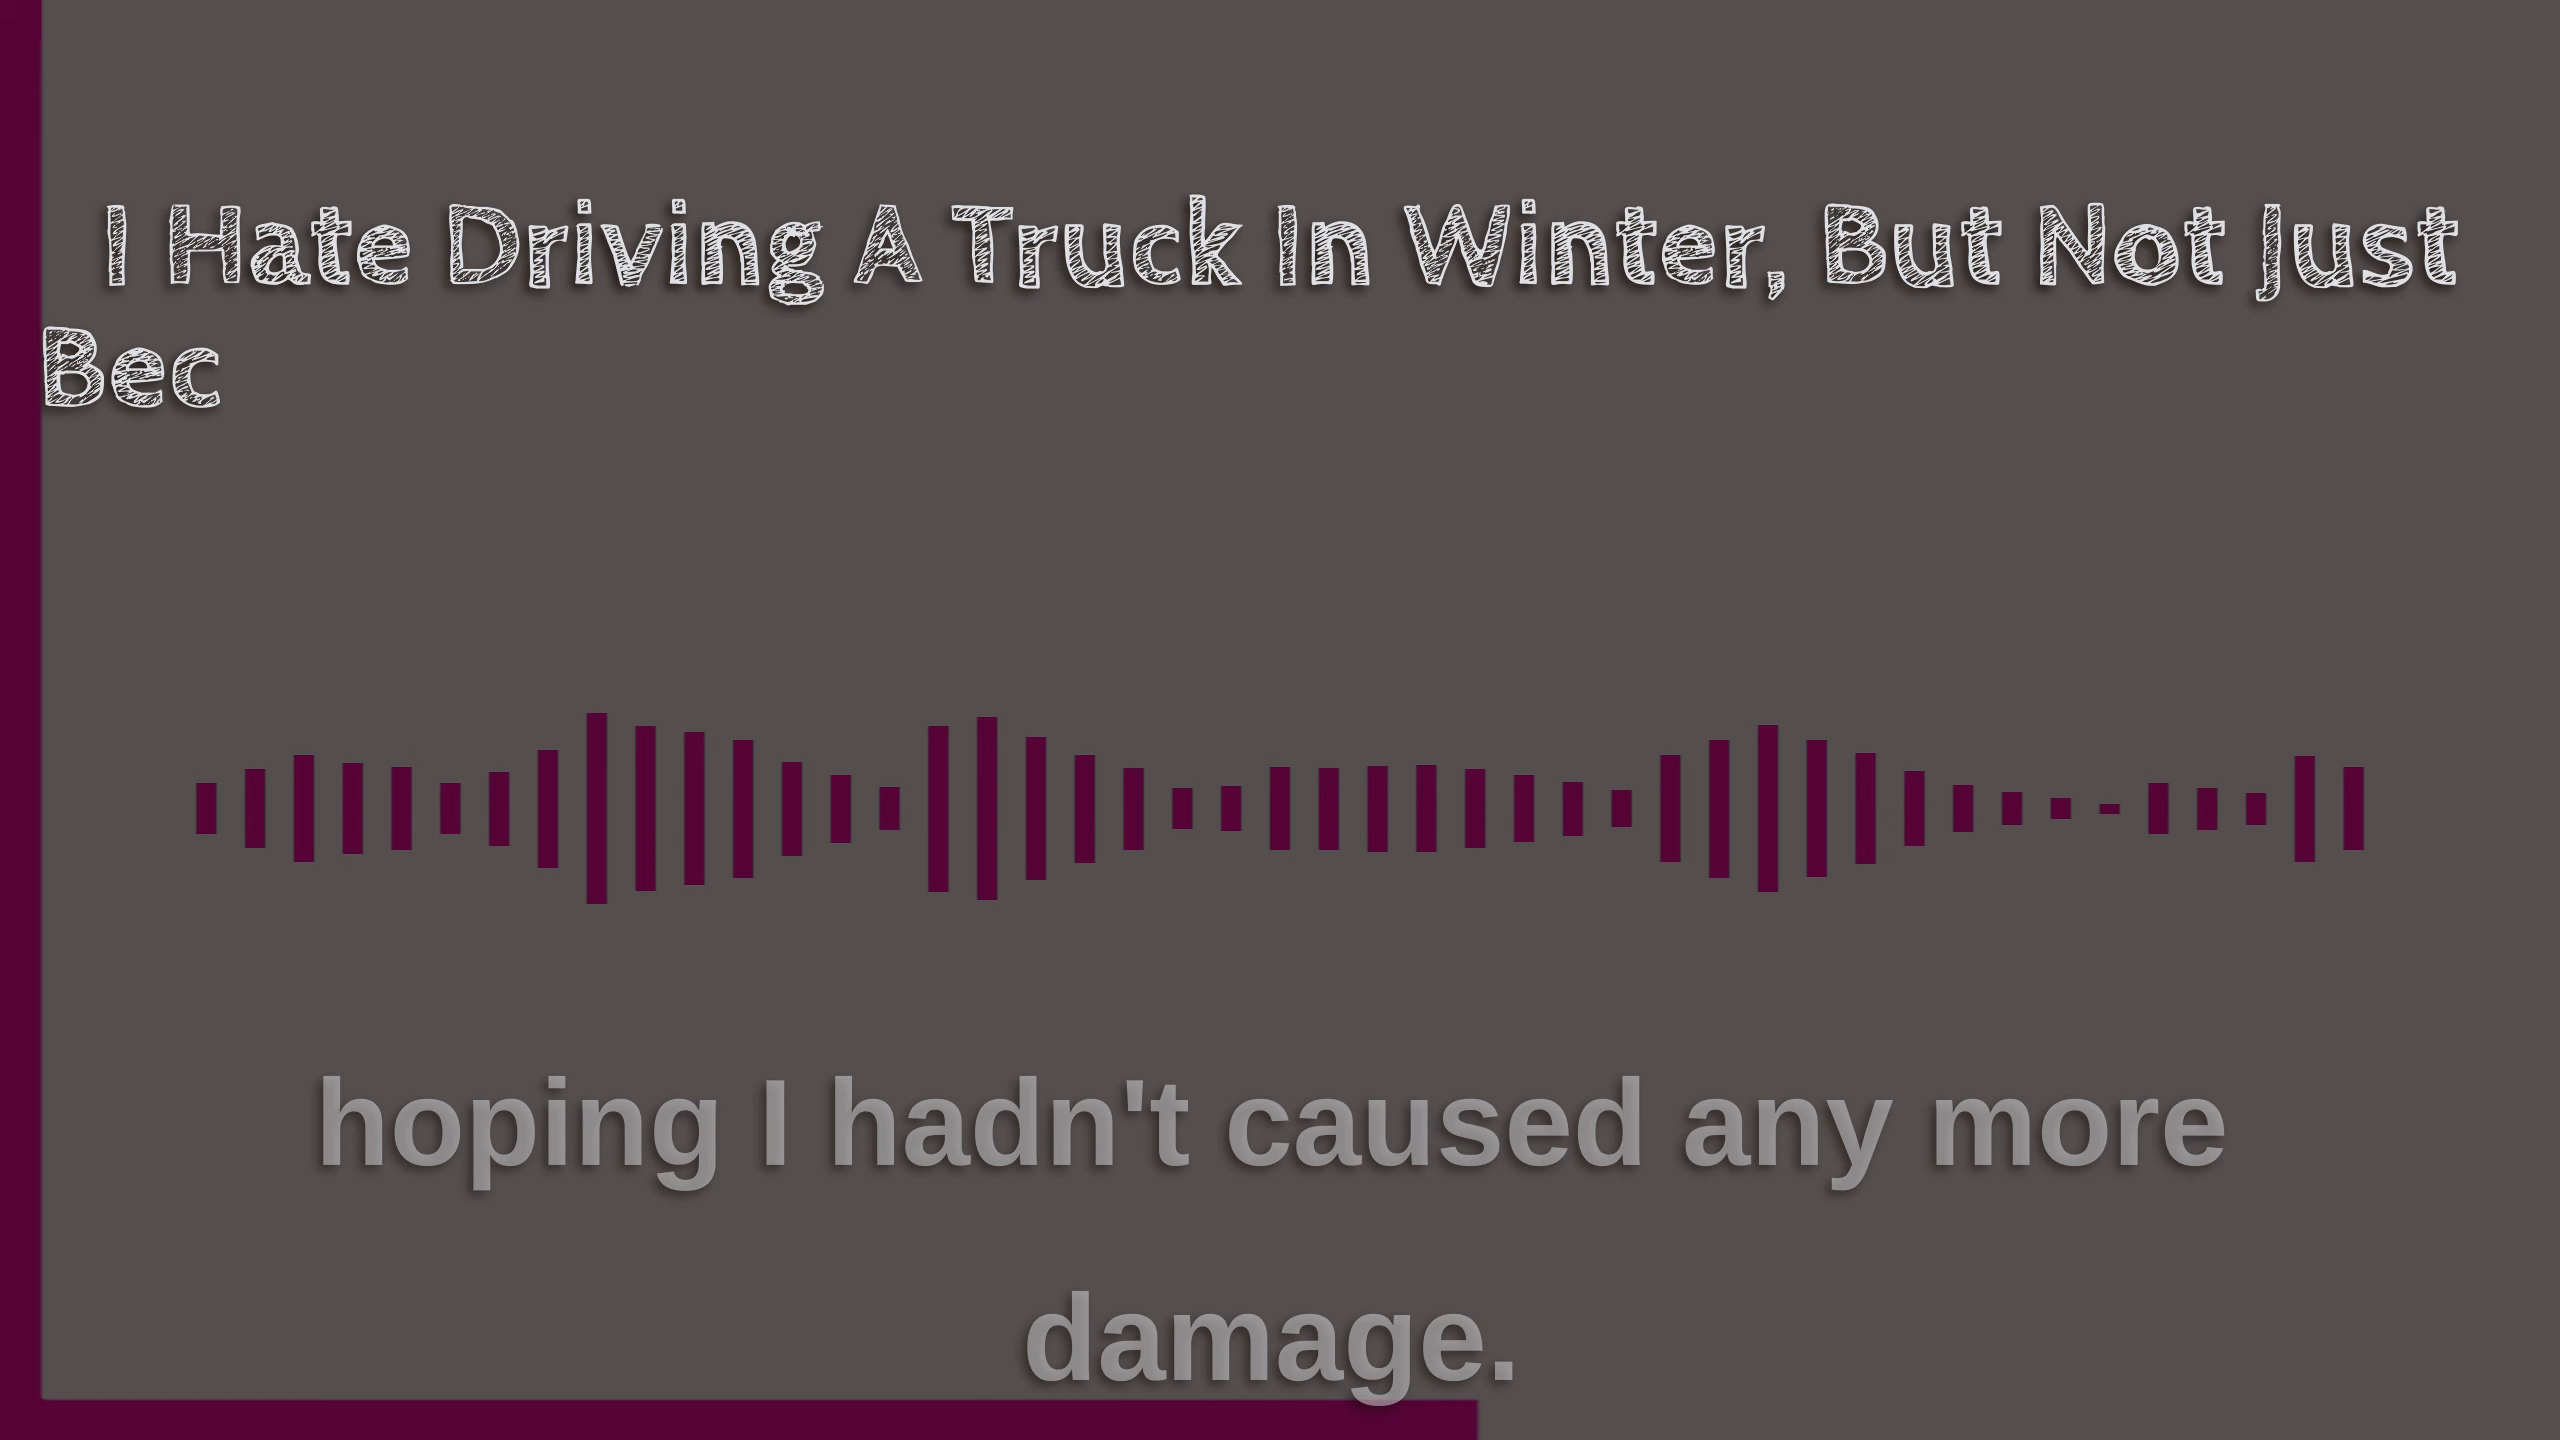 I Hate Driving A Truck In Winter, But Not Just
Bec
hoping I hadn't caused any more
damage.